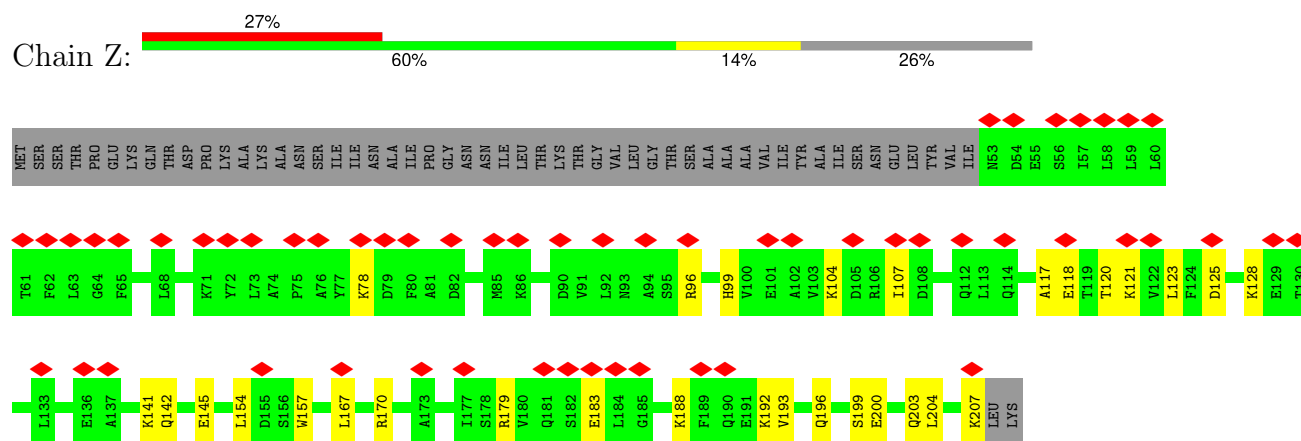 27%
Chain Z:
60% 14% 26%
MET SER SER THR PRO GLU LYS GLN THR ASP PRO LYS ALA LYS ALA ASN SER ILE ILE ASN ALA ILE PRO GLY ASN ASN ILE LEU THR LYS THR GLY VAL LEU GLY THR SER ALA ALA ALA VAL ILE TYR ALA ILE SER ASN GLU LEU TYR VAL ILE N53 D54 E55 S56 I57 L58 L59 L60
T61 F62 L63 G64 F65 L68 K71 Y72 L73 A74 P75 A76 Y77 K78 D79 F80 A81 D82 M85 K86 D90 V91 L92 N93 A94 S95 R96 H99 V100 E101 A102 V103 K104 D105 R106 I107 D108 Q112 L113 Q114 A117 E118 T119 T120 K121 V122 L123 F124 D125 K128 E129 T130
L133 E136 A137 K141 Q142 E145 L154 D155 S156 W157 L167 R170 A173 I177 S178 R179 V180 Q181 S182 E183 L184 G185 K188 F189 Q190 E191 K192 V193 Q196 S199 E200 Q203 L204 K207 LEU LYS